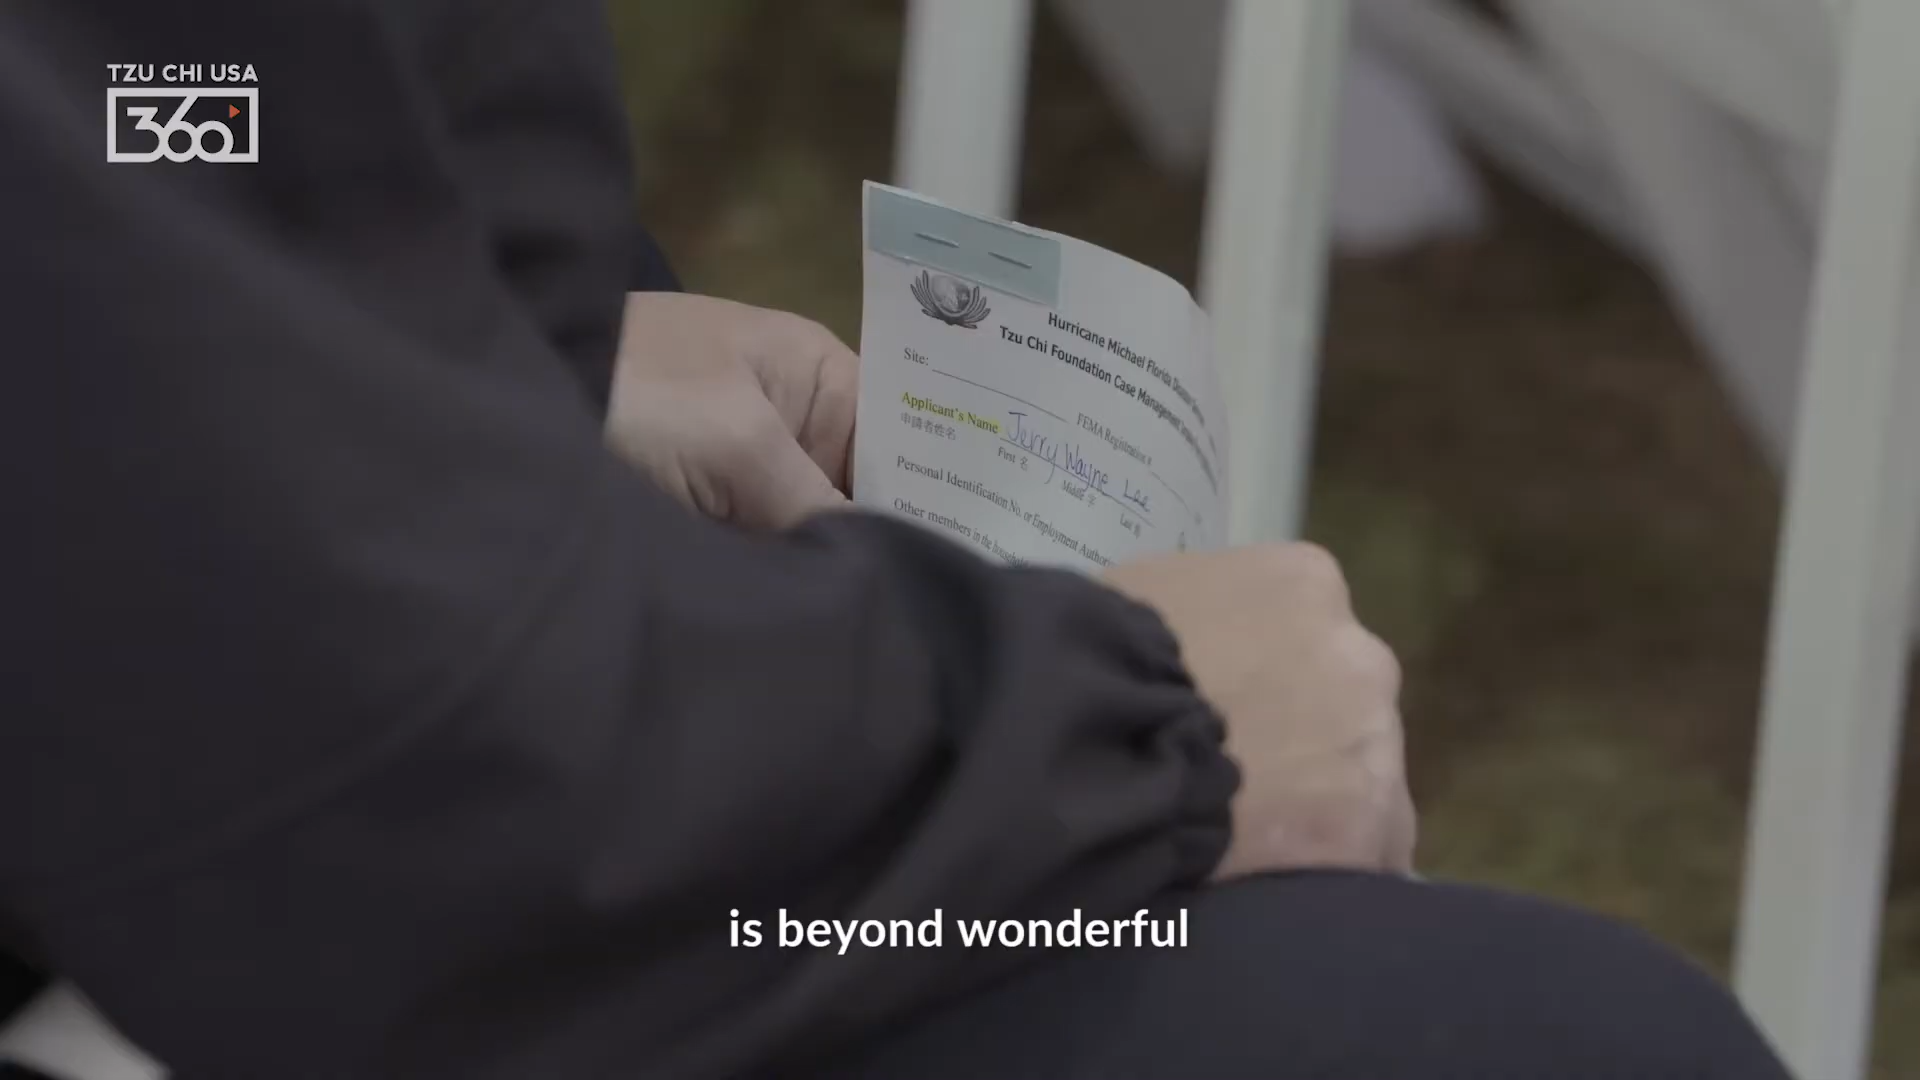 TZU CHI USA
360
Hurricane Michael Florida
Tzu Chi Foundation Case Management
Site:
FEMA Registration #
Applicant's Name Jerry Wayne Lee
申請者姓名 First 名 Middle 字 Last 姓
Personal Identification No. or Employment
Other members in the household
is beyond wonderful